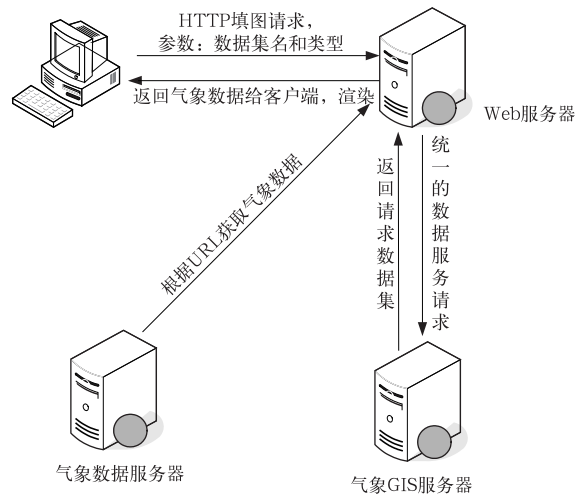 HTTP填图请求，
参数：数据集名和类型
返回气象数据给客户端，渲染
Web服务器
根据URL获取气象数据
返回请求数据集
统一的数据服务请求
气象数据服务器
气象GIS服务器